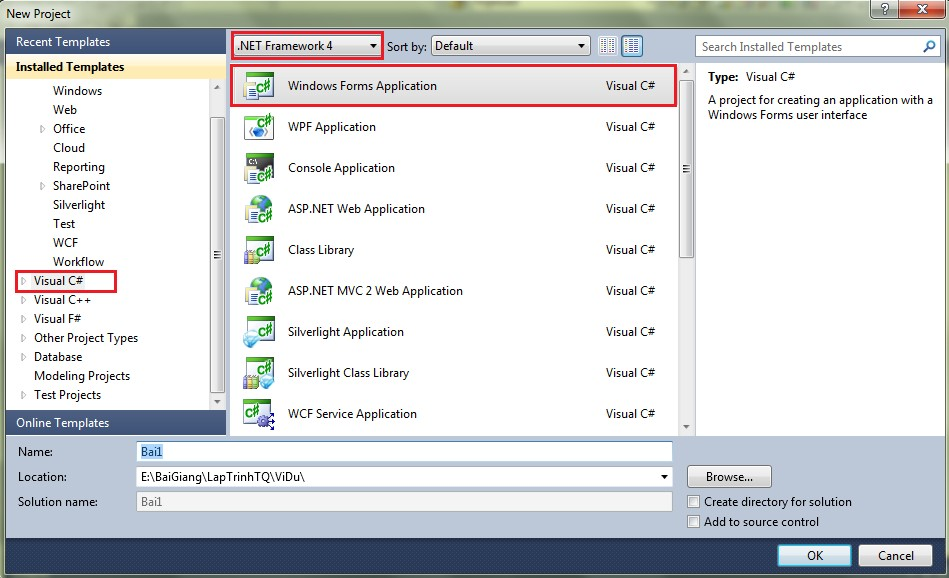 New Project
?
Recent Templates
Installed Templates
Windows
Web
Office
Cloud
Reporting
SharePoint
Silverlight
Test
WCF
Workflow
Visual C#
Visual C++
Visual F#
Other Project Types
Database
Modeling Projects
Test Projects
Online Templates
.NET Framework 4 Sort by: Default
Windows Forms Application Visual C#
WPF Application Visual C#
Console Application Visual C#
ASP.NET Web Application Visual C#
Class Library Visual C#
ASP.NET MVC 2 Web Application Visual C#
Silverlight Application Visual C#
Silverlight Class Library Visual C#
WCF Service Application Visual C#
Search Installed Templates
Type: Visual C#
A project for creating an application with a
Windows Forms user interface
Name: Bai1
Location: E:\BaiGiang\LapTrinhTQ\ViDu\ Browse...
Solution name: Bai1
Create directory for solution
Add to source control
OK Cancel